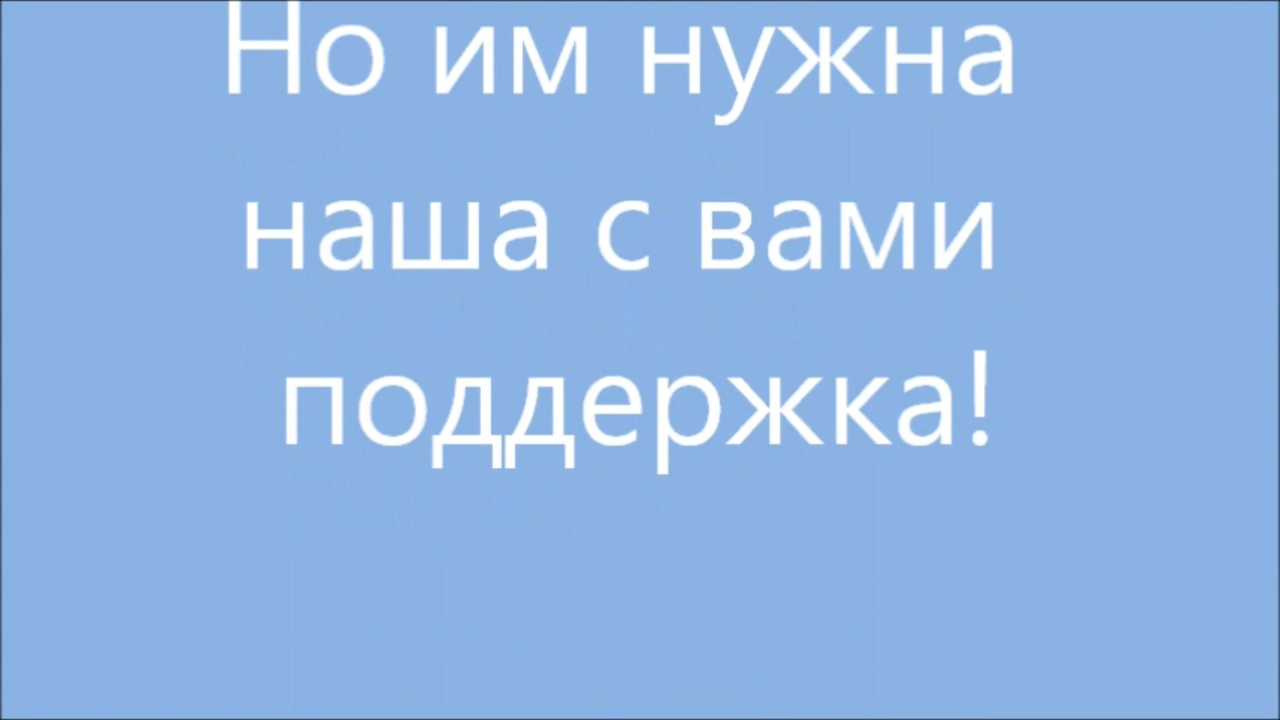 Но им нужна
наша с вами
поддержка!